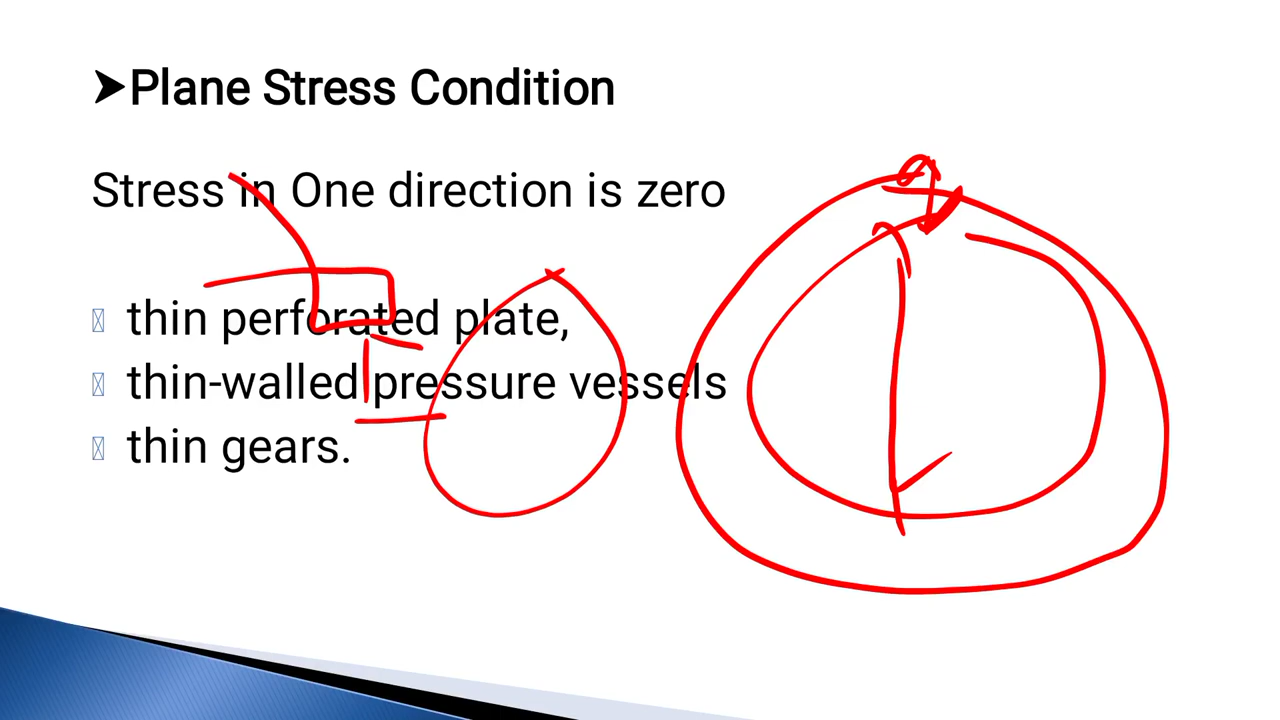 ➤Plane Stress Condition
Stress in One direction is zero
thin perforated plate,
thin-walled pressure vessels
thin gears.